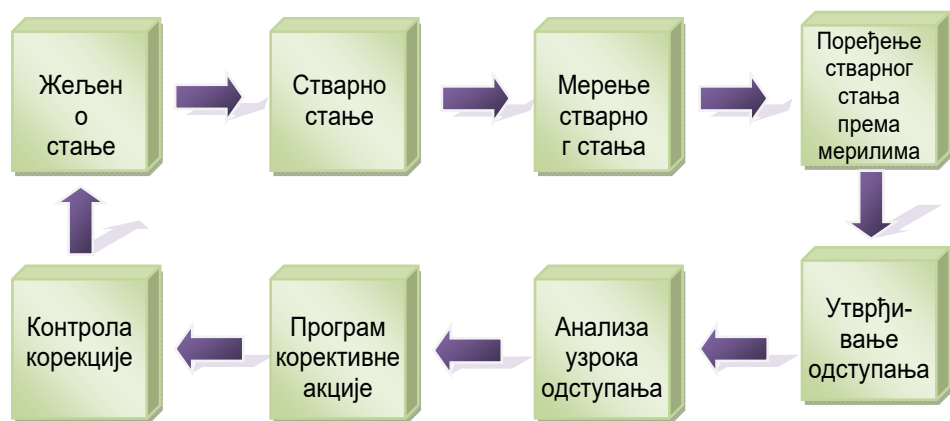 Жељен
о
стање
Стварно
стање
Мерење
стварно
г стања
Поређење
стварног
стања
према
мерилима
Утврђи-
вање
одступања
Анализа
узрока
одступања
Програм
корективне
акције
Контрола
корекције